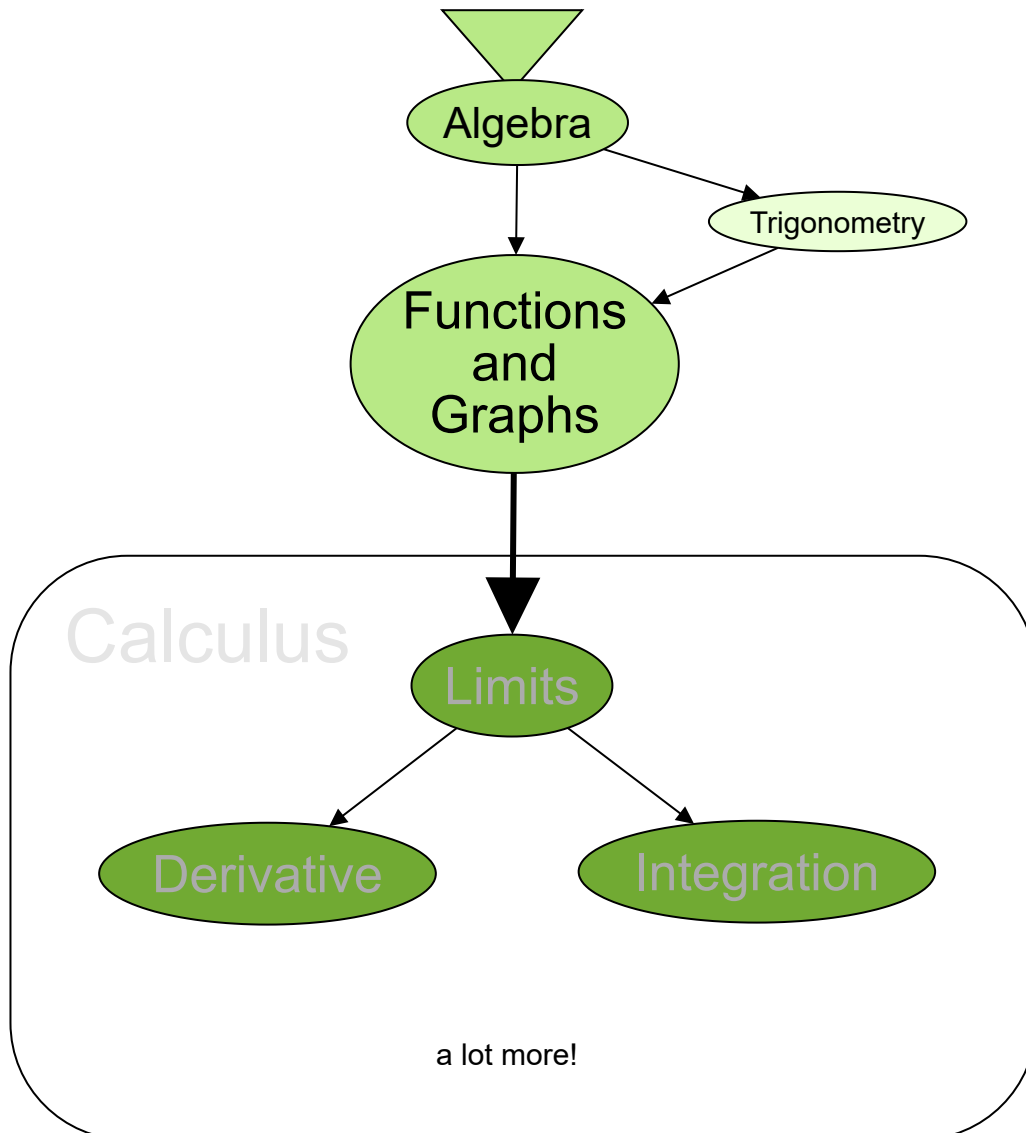 Algebra
Trigonometry
Functions
and
Graphs
Calculus
Limits
Derivative
Integration
a lot more!